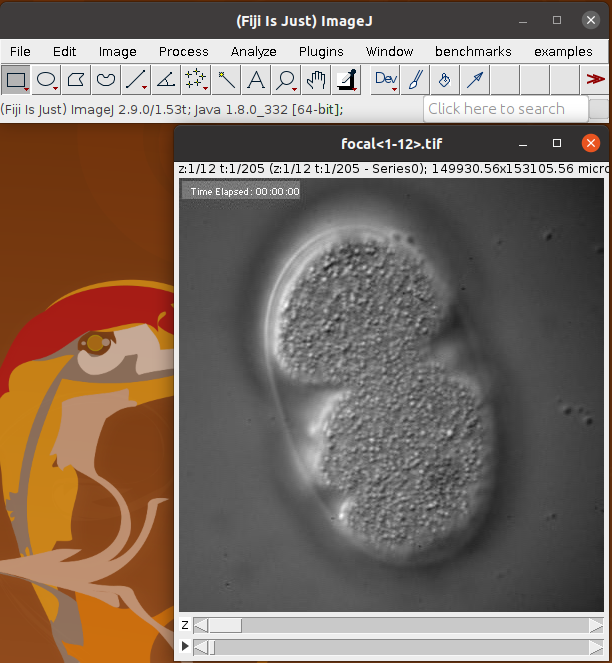 (Fiji Is Just) ImageJ
File Edit Image Process Analyze Plugins Window benchmarks examples
A Dev
(Fiji Is Just) ImageJ 2.9.0/1.53t; Java 1.8.0_332 [64-bit]; Click here to search
focal<1-12>.tif
z:1/12 t:1/205 (z:1/12 t:1/205 - Series0); 149930.56x153105.56 micro
Time Elapsed: 00:00:00
z